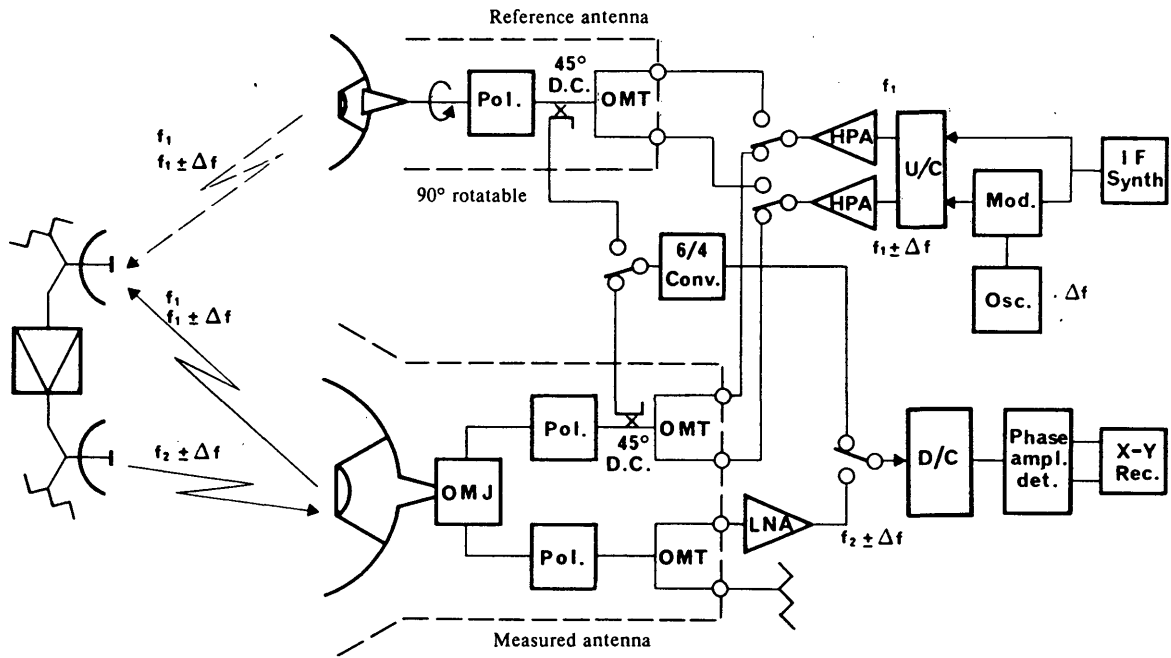 Reference antenna
45°
D.C.
Pol.
OMT
f₁
HPA
U/C
IF
Synth
f₁
f₁ ± Δf
90° rotatable
HPA
Mod.
f₁ ± Δf
6/4
Conv.
Osc.
Δf
f₁
f₁ ± Δf
Pol.
45°
D.C.
OMT
f₂ ± Δf
OMJ
D/C
Phase
ampl.
det.
X-Y
Rec.
LNA
f₂ ± Δf
Pol.
OMT
Measured antenna